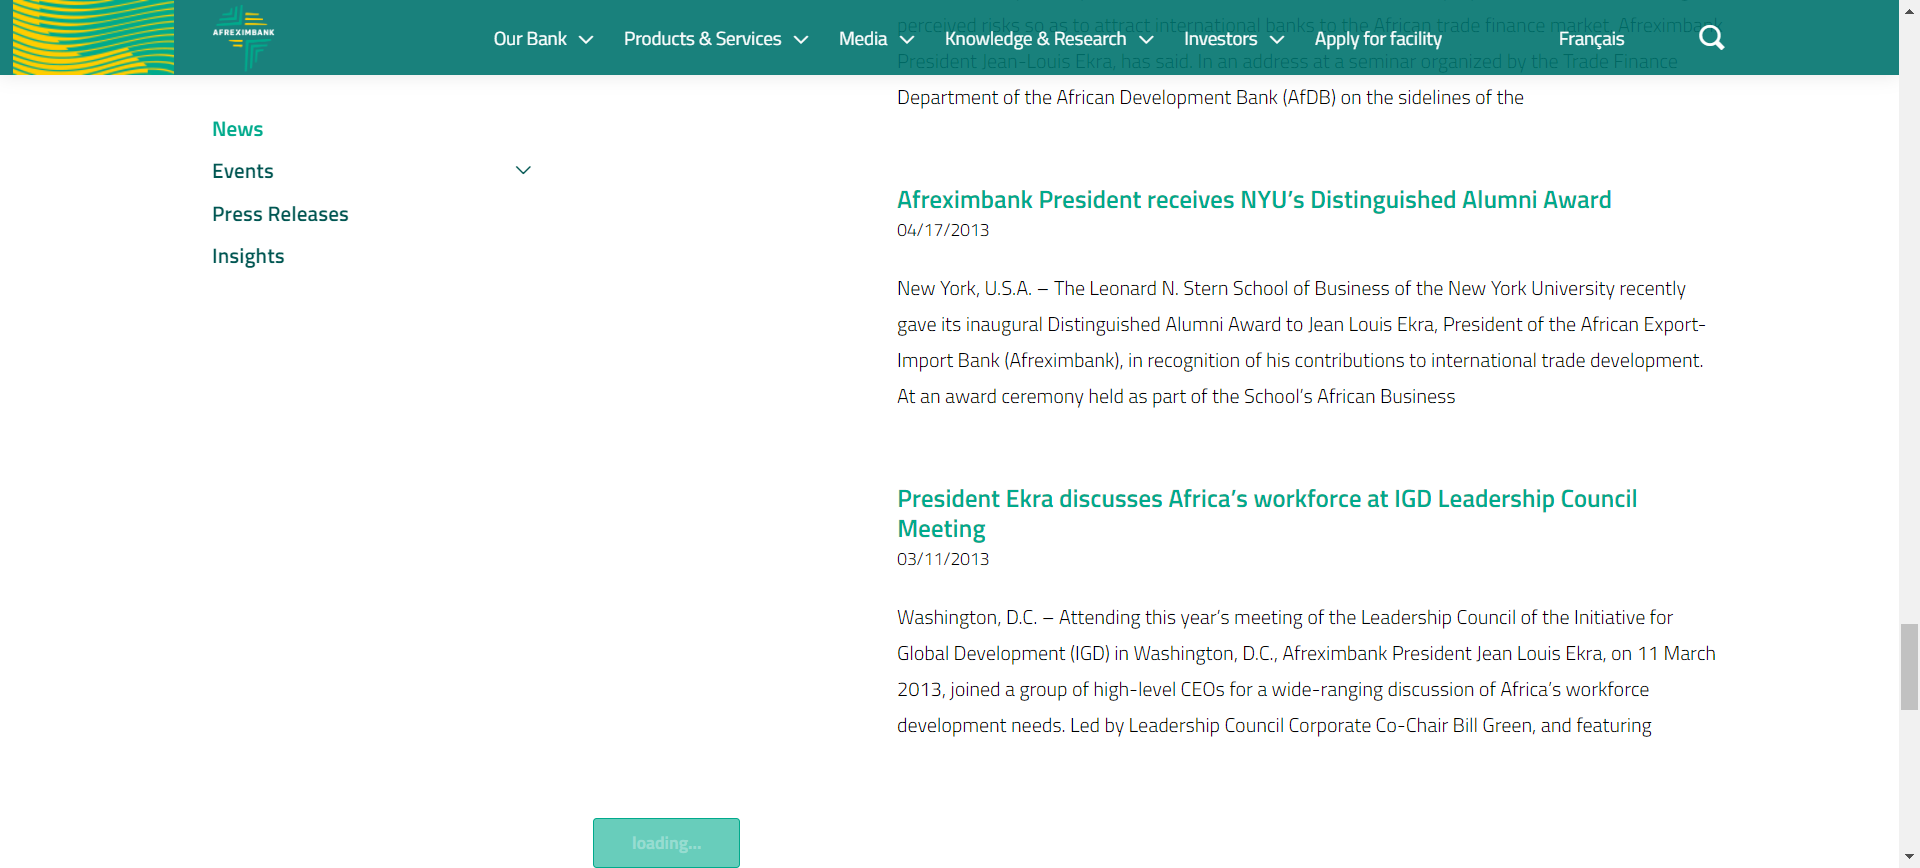 AFREXIMBANK
Our Bank
Products & Services
Media
Knowledge & Research
Investors
Apply for facility
Français
News
Events
Press Releases
Insights
perceived risks so as to attract international banks to the African trade finance market, Afreximbank
President Jean-Louis Ekra, has said. In an address at a seminar organized by the Trade Finance
Department of the African Development Bank (AfDB) on the sidelines of the
Afreximbank President receives NYU’s Distinguished Alumni Award
04/17/2013
New York, U.S.A. – The Leonard N. Stern School of Business of the New York University recently
gave its inaugural Distinguished Alumni Award to Jean Louis Ekra, President of the African Export-
Import Bank (Afreximbank), in recognition of his contributions to international trade development.
At an award ceremony held as part of the School’s African Business
President Ekra discusses Africa’s workforce at IGD Leadership Council
Meeting
03/11/2013
Washington, D.C. – Attending this year’s meeting of the Leadership Council of the Initiative for
Global Development (IGD) in Washington, D.C., Afreximbank President Jean Louis Ekra, on 11 March
2013, joined a group of high-level CEOs for a wide-ranging discussion of Africa’s workforce
development needs. Led by Leadership Council Corporate Co-Chair Bill Green, and featuring
loading...